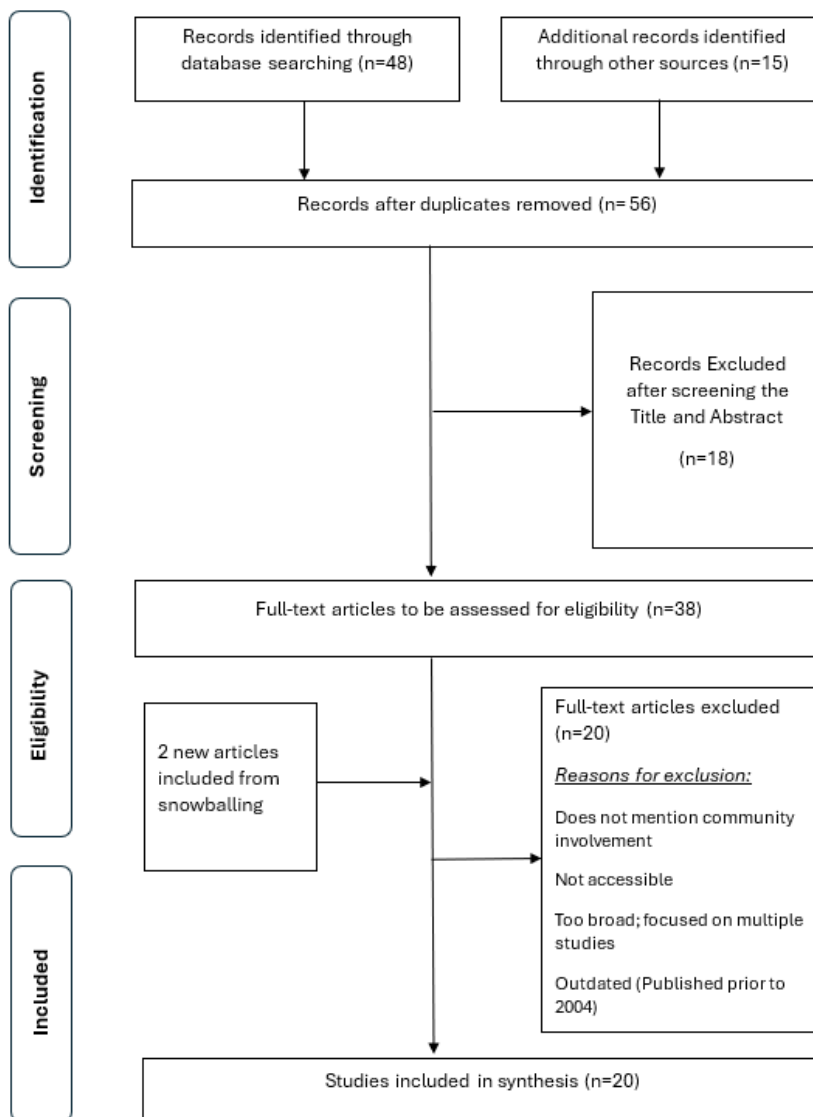 Identification
Records identified through
database searching (n=48)
Additional records identified
through other sources (n=15)
Records after duplicates removed (n= 56)
Screening
Records Excluded
after screening the
Title and Abstract
(n=18)
Eligibility
Full-text articles to be assessed for eligibility (n=38)
2 new articles
included from
snowballing
Full-text articles excluded
(n=20)
Reasons for exclusion:
Does not mention community
involvement
Not accessible
Too broad; focused on multiple
studies
Outdated (Published prior to
2004)
Included
Studies included in synthesis (n=20)